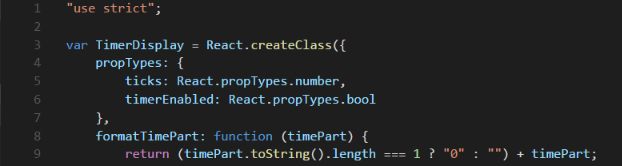 1 "use strict";
2
3 var TimerDisplay = React.createClass({
4     propTypes: {
5         ticks: React.propTypes.number,
6         timerEnabled: React.propTypes.bool
7     },
8     formatTimePart: function (timePart) {
9         return (timePart.toString().length === 1 ? "0" : "") + timePart;